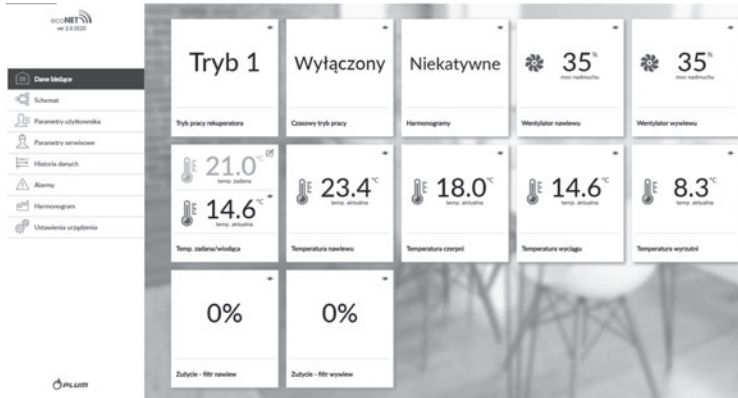 ecoNET
ver 2.0.3520
Dane bieżące
Schemat
Parametry użytkownika
Parametry serwisowe
Historia danych
Alarmy
Harmonogram
Ustawienia urządzenia
PLUM
Tryb 1
Tryb pracy rekuperatora
Wyłączony
Czasowy tryb pracy
Niekatywne
Harmonogramy
35%
moc nadmuchu
Wentylator nawiewu
35%
moc nadmuchu
Wentylator wywiewu
21.0°C
temp. zadana
14.6°C
temp. aktualna
Temp. zadana/wiodąca
23.4°C
temp. aktualna
Temperatura nawiewu
18.0°C
temp. aktualna
Temperatura czerpni
14.6°C
temp. aktualna
Temperatura wyciągu
8.3°C
temp. aktualna
Temperatura wyrzutni
0%
Zużycie - filtr nawiew
0%
Zużycie - filtr wywiew